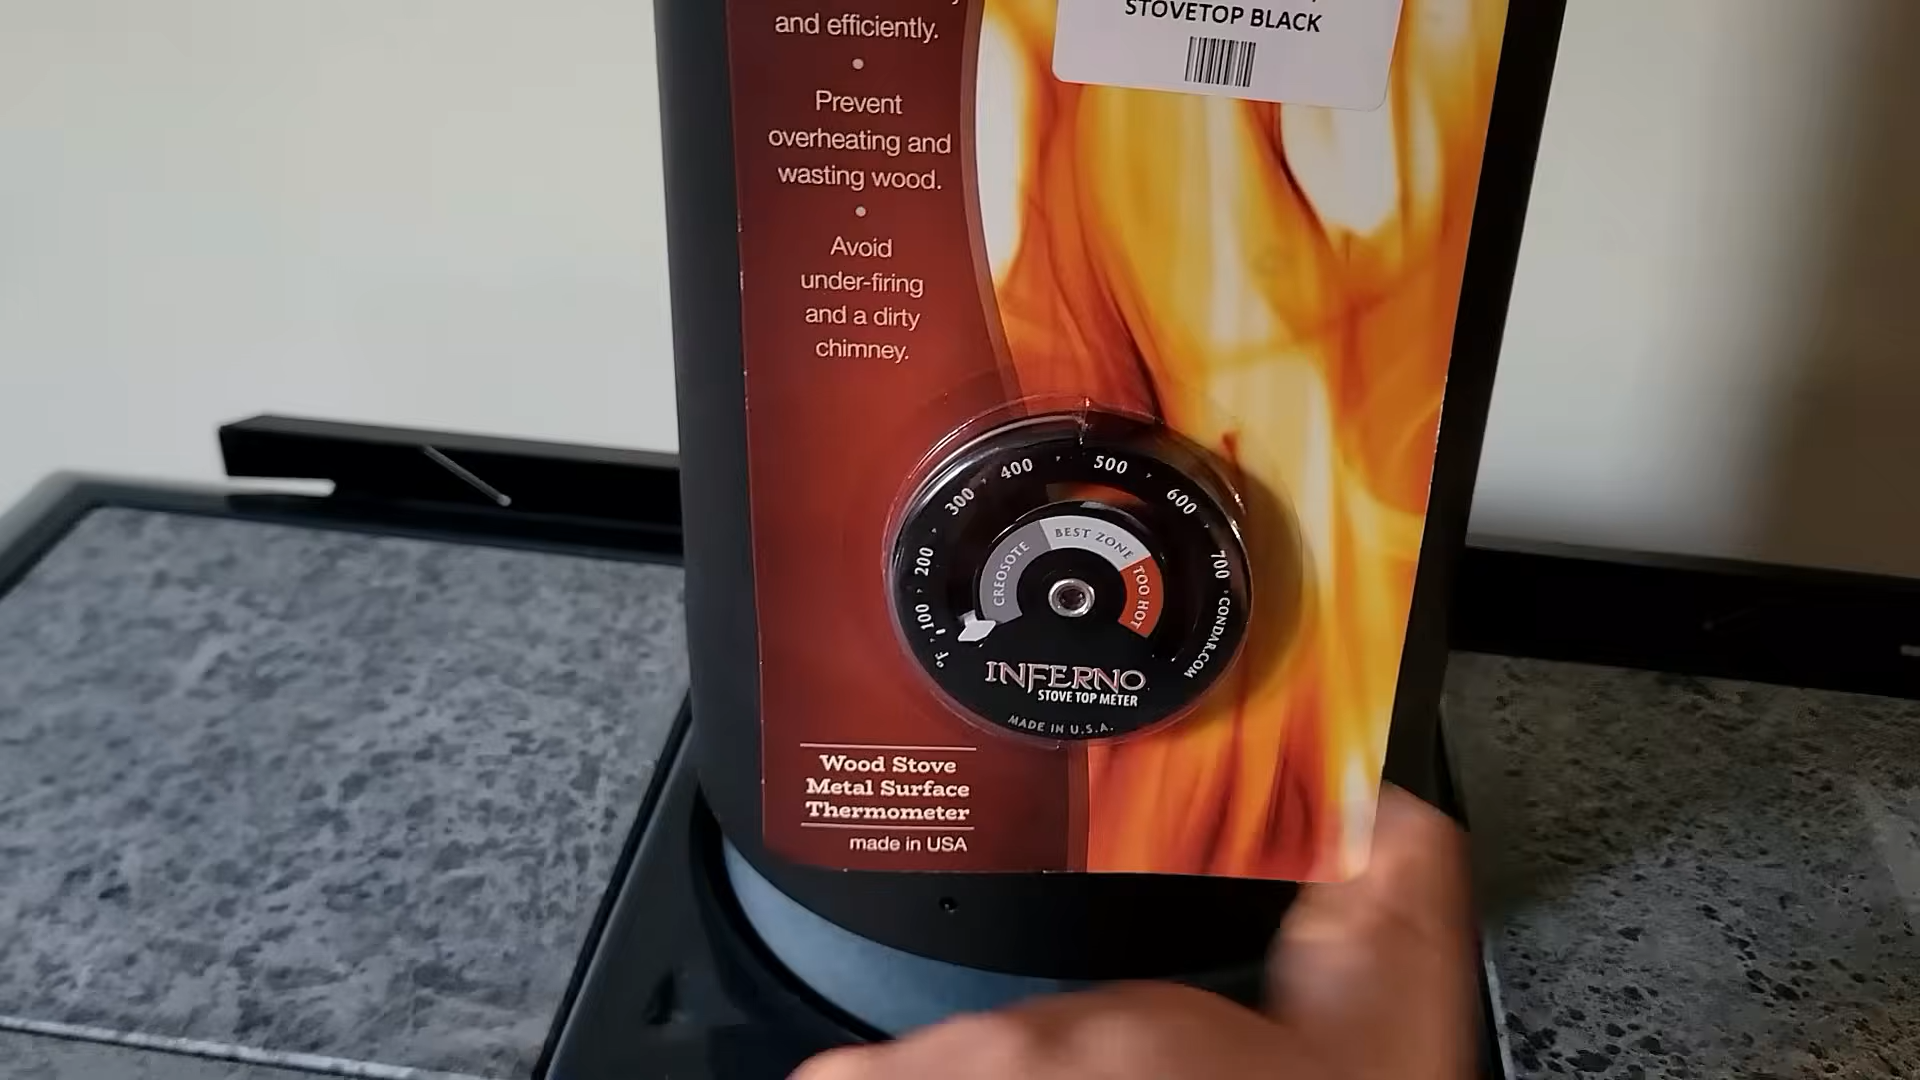 and efficiently.
•
Prevent
overheating and
wasting wood.
•
Avoid
under-firing
and a dirty
chimney.
STOVETOP BLACK
°F 100 200 300 400 500 600 700
CONDAR.COM
CREOSOTE
BEST ZONE
TOO HOT
INFERNO
STOVE TOP METER
MADE IN U.S.A.
Wood Stove
Metal Surface
Thermometer
made in USA